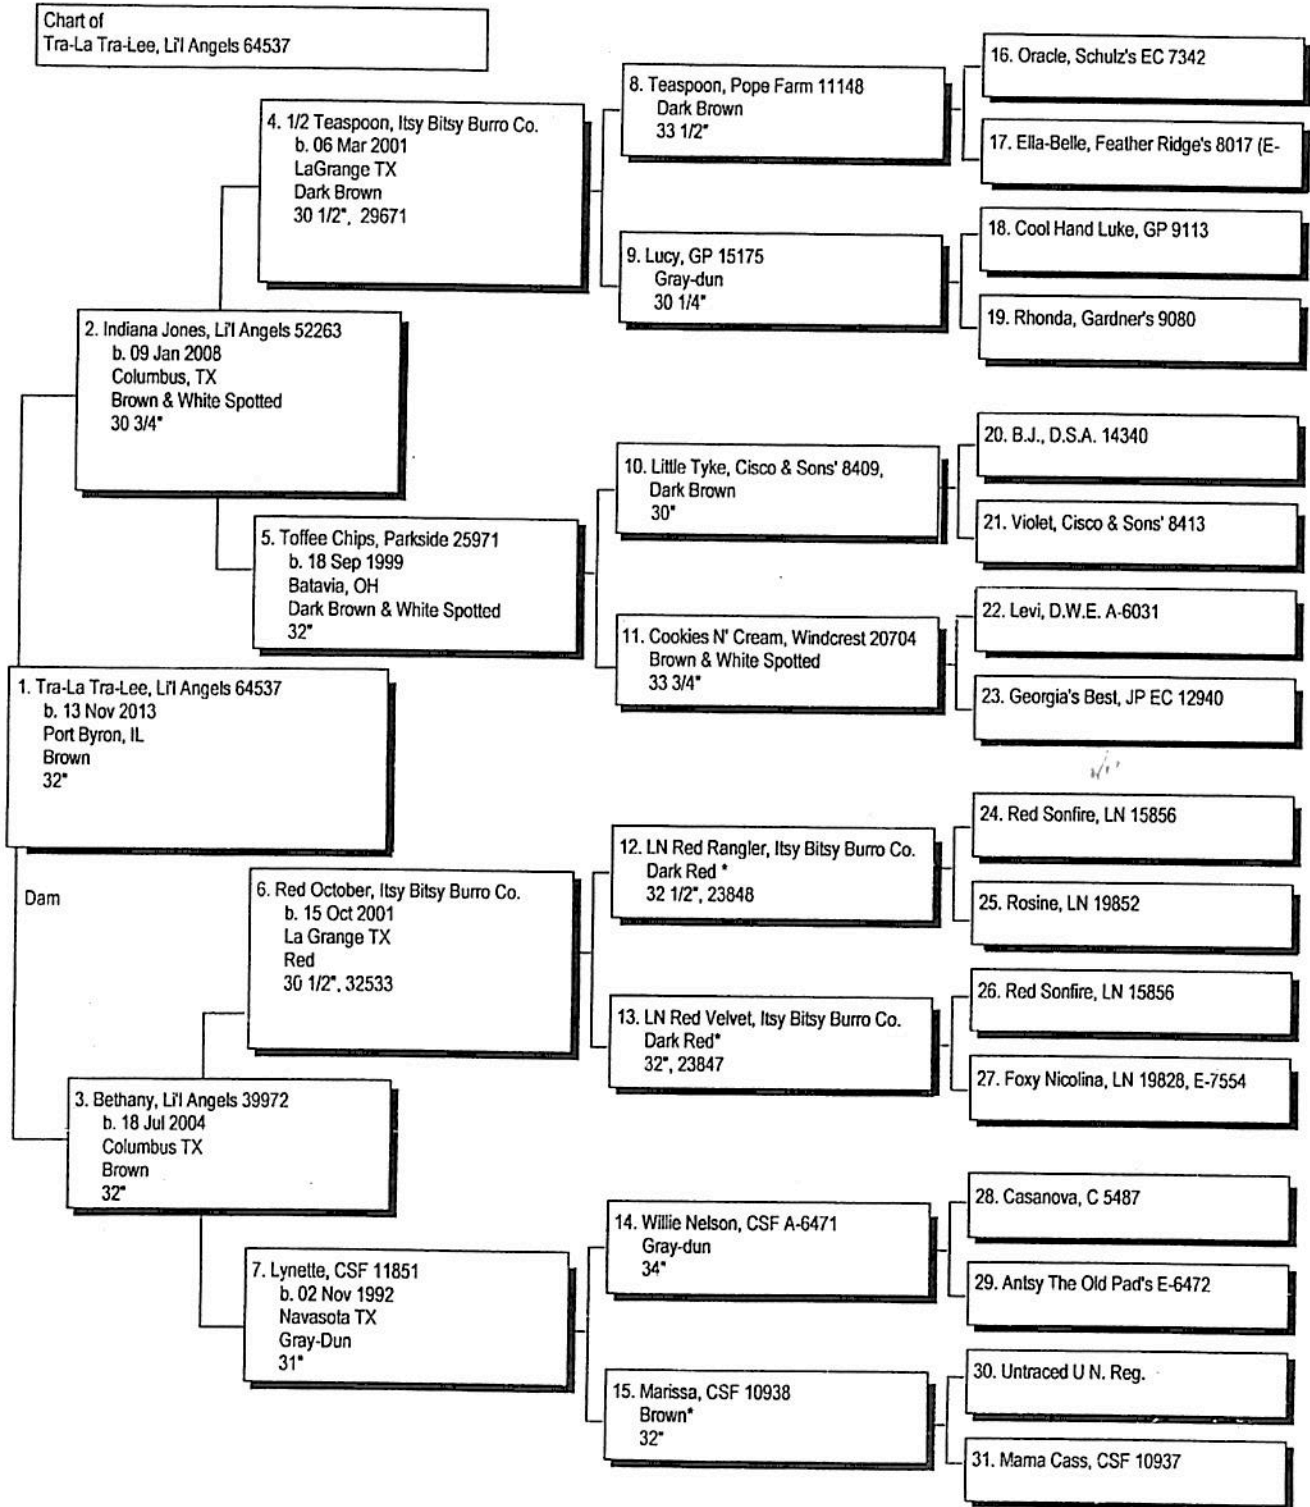 Chart of
Tra-La Tra-Lee, Li'l Angels 64537
16. Oracle, Schulz's EC 7342
8. Teaspoon, Pope Farm 11148
Dark Brown
33 1/2"
17. Ella-Belle, Feather Ridge's 8017 (E-
4. 1/2 Teaspoon, Itsy Bitsy Burro Co.
b. 06 Mar 2001
LaGrange TX
Dark Brown
30 1/2", 29671
18. Cool Hand Luke, GP 9113
9. Lucy, GP 15175
Gray-dun
30 1/4"
19. Rhonda, Gardner's 9080
2. Indiana Jones, Li'l Angels 52263
b. 09 Jan 2008
Columbus, TX
Brown & White Spotted
30 3/4"
20. B.J., D.S.A. 14340
10. Little Tyke, Cisco & Sons' 8409,
Dark Brown
30"
21. Violet, Cisco & Sons' 8413
5. Toffee Chips, Parkside 25971
b. 18 Sep 1999
Batavia, OH
Dark Brown & White Spotted
32"
22. Levi, D.W.E. A-6031
11. Cookies N' Cream, Windcrest 20704
Brown & White Spotted
33 3/4"
23. Georgia's Best, JP EC 12940
1. Tra-La Tra-Lee, Li'l Angels 64537
b. 13 Nov 2013
Port Byron, IL
Brown
32"
24. Red Sonfire, LN 15856
12. LN Red Rangler, Itsy Bitsy Burro Co.
Dark Red *
32 1/2", 23848
25. Rosine, LN 19852
Dam
6. Red October, Itsy Bitsy Burro Co.
b. 15 Oct 2001
La Grange TX
Red
30 1/2", 32533
26. Red Sonfire, LN 15856
13. LN Red Velvet, Itsy Bitsy Burro Co.
Dark Red*
32", 23847
27. Foxy Nicolina, LN 19828, E-7554
3. Bethany, Li'l Angels 39972
b. 18 Jul 2004
Columbus TX
Brown
32"
28. Casanova, C 5487
14. Willie Nelson, CSF A-6471
Gray-dun
34"
29. Antsy The Old Pad's E-6472
7. Lynette, CSF 11851
b. 02 Nov 1992
Navasota TX
Gray-Dun
31"
30. Untraced U N. Reg.
15. Marissa, CSF 10938
Brown*
32"
31. Mama Cass, CSF 10937